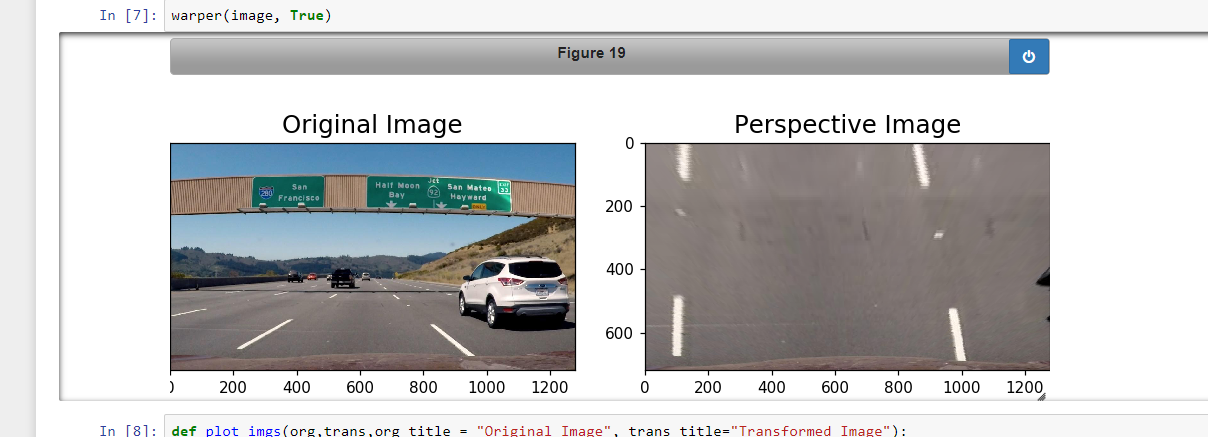 In [7]: warper(image, True)
Figure 19
Original Image
Perspective Image
280 San Francisco
Half Moon Bay
Jct 92
San Mateo Hayward
0 200 400 600 800 1000 1200
0
200
400
600
0 200 400 600 800 1000 1200
In [8]: def plot_imgs(org,trans,org_title = "Original Image", trans_title="Transformed Image"):